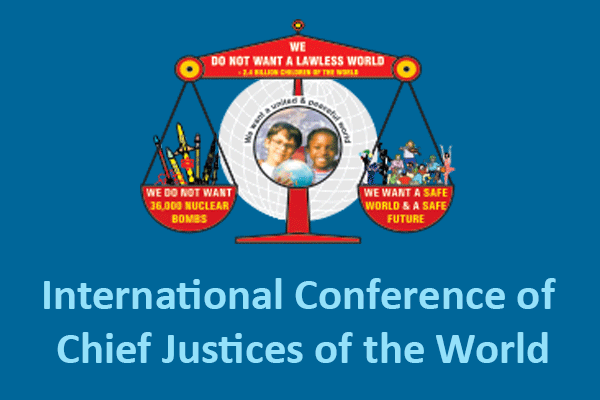 WE
DO NOT WANT A LAWLESS WORLD
- 2.4 BILLION CHILDREN OF THE WORLD
We want a united & peaceful world
WE DO NOT WANT
36,000 NUCLEAR
BOMBS
WE WANT A SAFE
WORLD & A SAFE
FUTURE
International Conference of
Chief Justices of the World